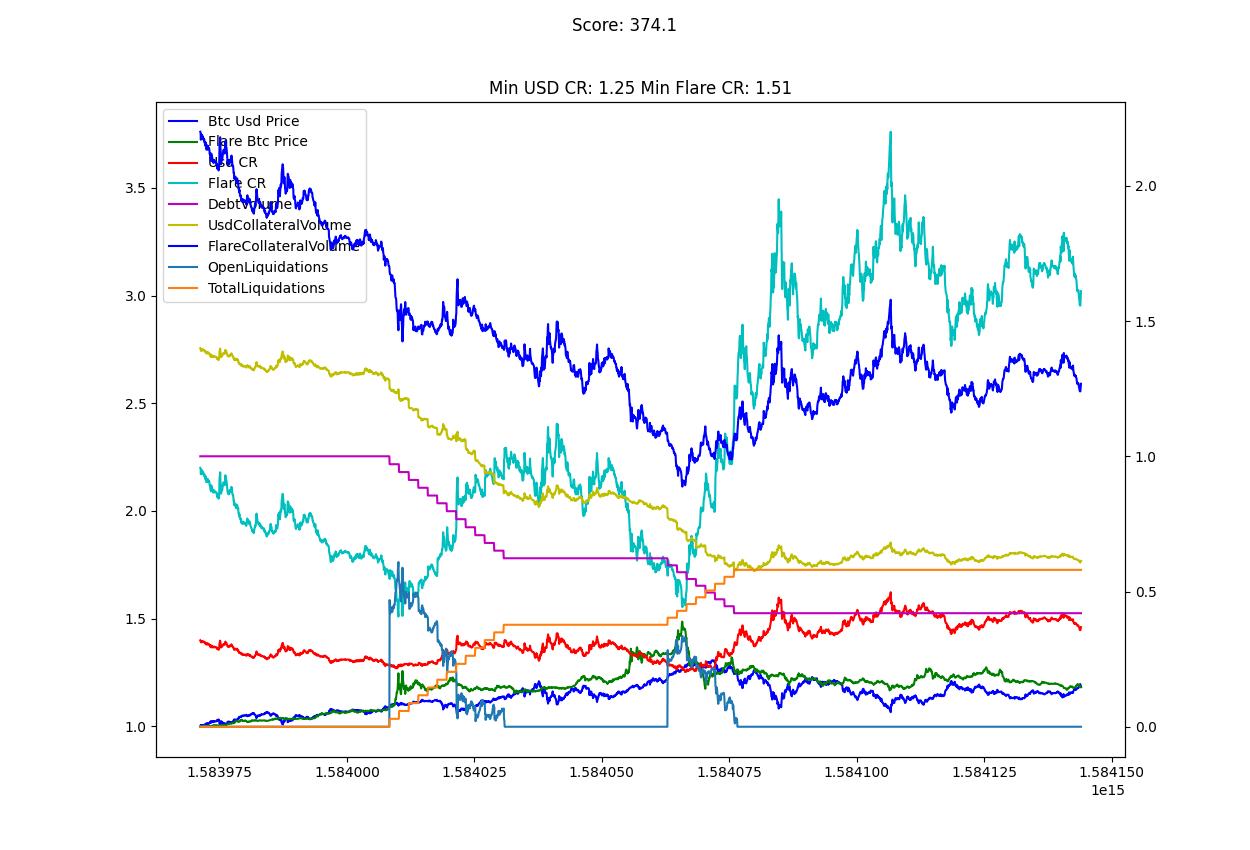 Score: 374.1
Min USD CR: 1.25 Min Flare CR: 1.51
Btc Usd Price
Flare Btc Price
Usd CR
Flare CR
DebtVolume
UsdCollateralVolume
FlareCollateralVolume
OpenLiquidations
TotalLiquidations
3.5
3.0
2.5
2.0
1.5
1.0
2.0
1.5
1.0
0.5
0.0
1.583975 1.584000 1.584025 1.584050 1.584075 1.584100 1.584125 1.584150
1e15